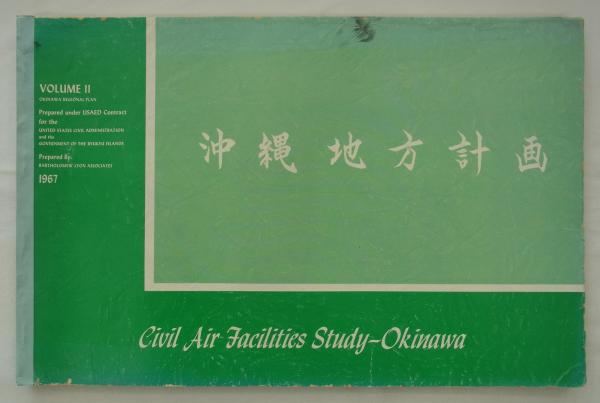 VOLUME II
OKINAWA REGIONAL PLAN
Prepared under USAED Contract
for the
UNITED STATES CIVIL ADMINISTRATION
and the
GOVERNMENT OF THE RYUKYU ISLANDS
Prepared By.
BARTHOLOMEW-LYON ASSOCIATES
1967
沖縄地方計画
Civil Air Facilities Study-Okinawa